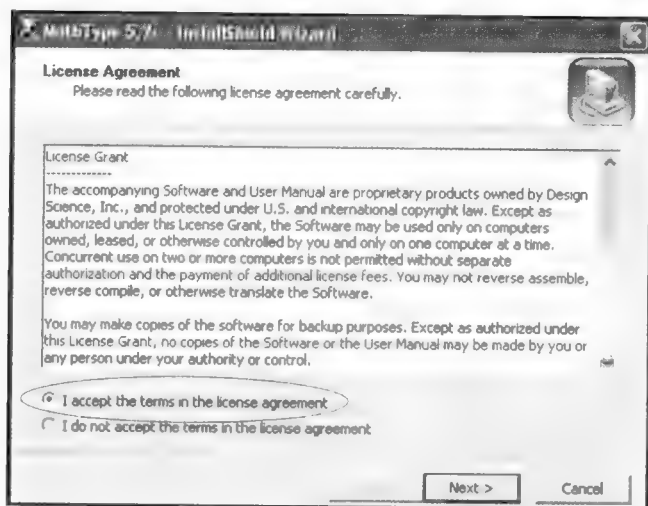 MathType 5.7 - InstallShield Wizard
License Agreement
Please read the following license agreement carefully.
License Grant
-------------
The accompanying Software and User Manual are proprietary products owned by Design
Science, Inc., and protected under U.S. and international copyright law. Except as
authorized under this License Grant, the Software may be used only on computers
owned, leased, or otherwise controlled by you and only on one computer at a time.
Concurrent use on two or more computers is not permitted without separate
authorization and the payment of additional license fees. You may not reverse assemble,
reverse compile, or otherwise translate the Software.
You may make copies of the software for backup purposes. Except as authorized under
this License Grant, no copies of the Software or the User Manual may be made by you or
any person under your authority or control.
I accept the terms in the license agreement
I do not accept the terms in the license agreement
Next >
Cancel